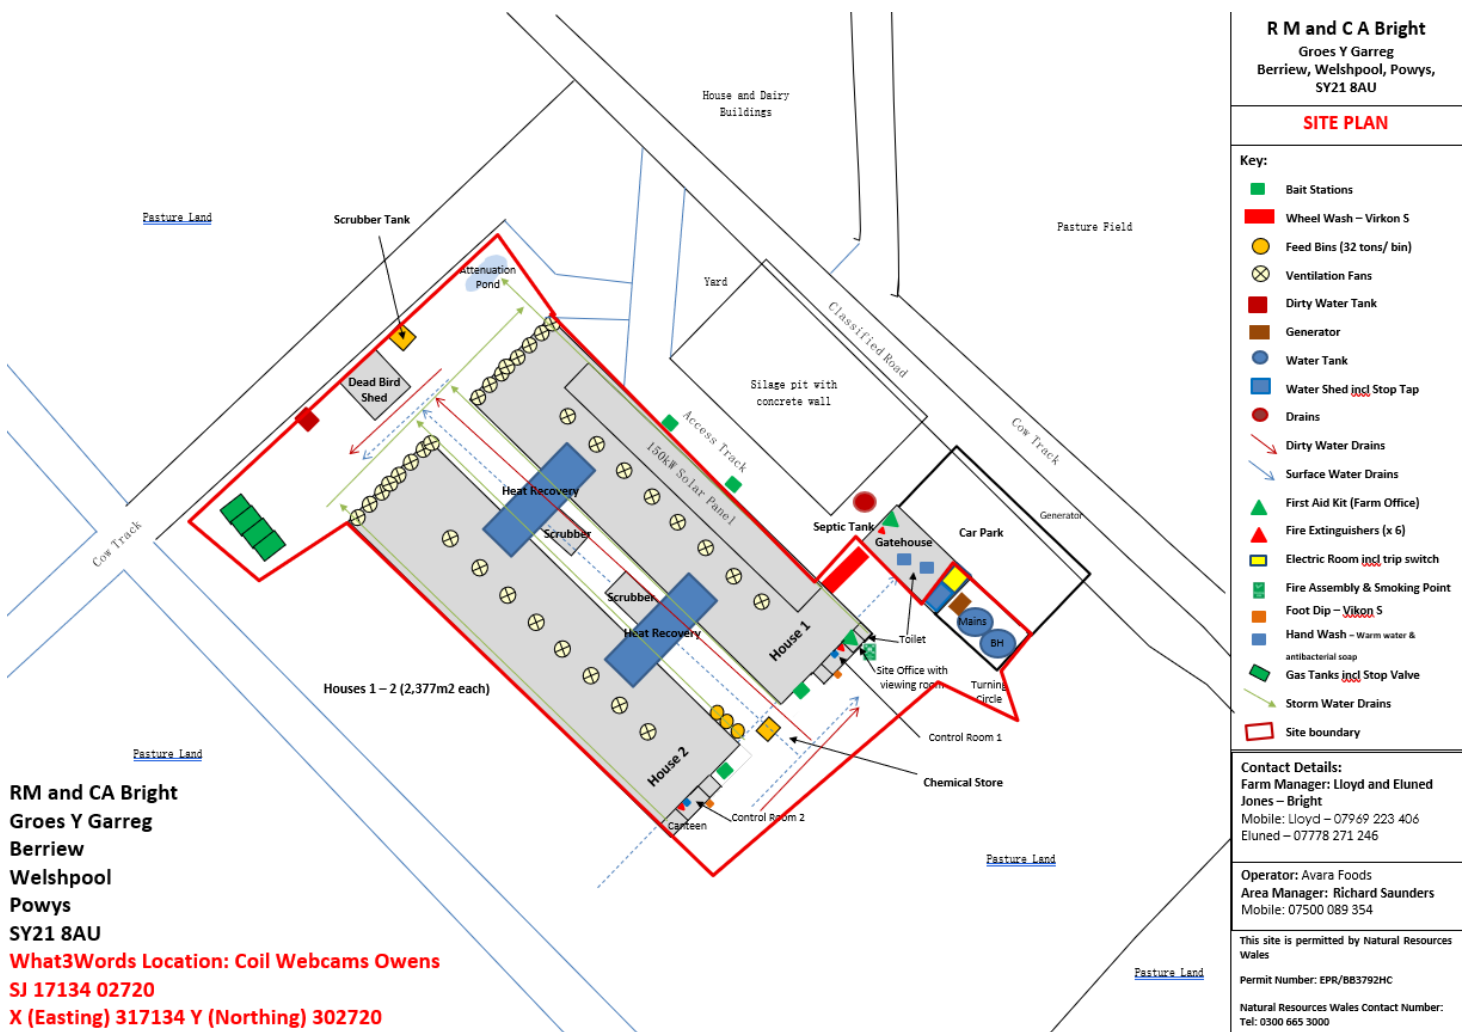 House and Dairy
Buildings
Pasture Land
Scrubber Tank
Pasture Field
Attenuation
Pond
Yard
Classified Road
Dead Bird
Shed
Silage pit with
concrete wall
Access Track
Cow Track
150kW Solar Panel
Heat Recovery
Septic Tank
Gatehouse
Car Park
Generator
Scrubber
Cow Track
Scrubber
Mains
BH
Heat Recovery
House 1
Toilet
Site Office with
viewing room
Turning
Circle
Houses 1 – 2 (2,377m2 each)
Control Room 1
Pasture Land
House 2
Chemical Store
Control Room 2
Canteen
Pasture Land
Pasture Land
RM and CA Bright
Groes Y Garreg
Berriew
Welshpool
Powys
SY21 8AU
What3Words Location: Coil Webcams Owens
SJ 17134 02720
X (Easting) 317134 Y (Northing) 302720
R M and C A Bright
Groes Y Garreg
Berriew, Welshpool, Powys,
SY21 8AU
SITE PLAN
Key:
Bait Stations
Wheel Wash – Virkon S
Feed Bins (32 tons/ bin)
Ventilation Fans
Dirty Water Tank
Generator
Water Tank
Water Shed incl Stop Tap
Drains
Dirty Water Drains
Surface Water Drains
First Aid Kit (Farm Office)
Fire Extinguishers (x 6)
Electric Room incl trip switch
Fire Assembly & Smoking Point
Foot Dip – Vikon S
Hand Wash – Warm water &
antibacterial soap
Gas Tanks incl Stop Valve
Storm Water Drains
Site boundary
Contact Details:
Farm Manager: Lloyd and Eluned
Jones – Bright
Mobile: Lloyd – 07969 223 406
Eluned – 07778 271 246
Operator: Avara Foods
Area Manager: Richard Saunders
Mobile: 07500 089 354
This site is permitted by Natural Resources
Wales
Permit Number: EPR/BB3792HC
Natural Resources Wales Contact Number:
Tel: 0300 665 3000